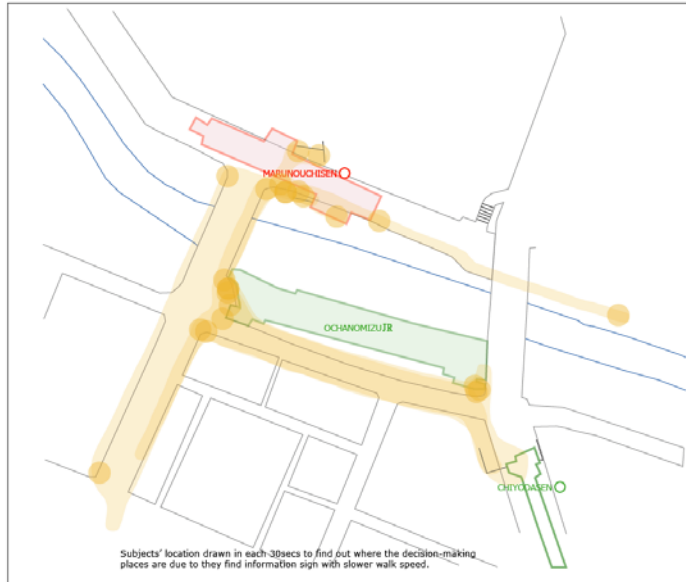 MARUNOUCHISEN
OCHANOMIZUJR
CHIYODASEN
Subjects' location drawn in each 30secs to find out where the decision-making
places are due to they find information sign with slower walk speed.